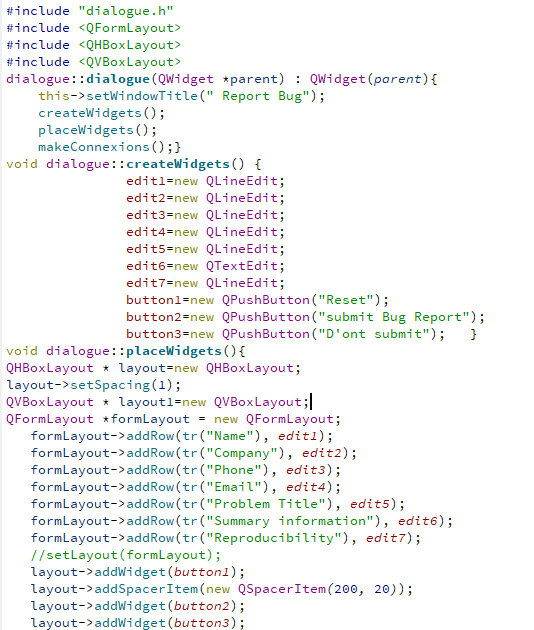 #include "dialogue.h"
#include <QFormLayout>
#include <QHBoxLayout>
#include <QVBoxLayout>
dialogue::dialogue(QWidget *parent) : QWidget(parent){
    this->setWindowTitle(" Report Bug");
    createWidgets();
    placeWidgets();
    makeConnexions();}
void dialogue::createWidgets() {
               edit1=new QLineEdit;
               edit2=new QLineEdit;
               edit3=new QLineEdit;
               edit4=new QLineEdit;
               edit5=new QLineEdit;
               edit6=new QTextEdit;
               edit7=new QLineEdit;
               button1=new QPushButton("Reset");
               button2=new QPushButton("submit Bug Report");
               button3=new QPushButton("D'ont submit");   }
void dialogue::placeWidgets(){
QHBoxLayout * layout=new QHBoxLayout;
layout->setSpacing(1);
QVBoxLayout * layout1=new QVBoxLayout;
QFormLayout *formLayout = new QFormLayout;
   formLayout->addRow(tr("Name"), edit1);
   formLayout->addRow(tr("Company"), edit2);
   formLayout->addRow(tr("Phone"), edit3);
   formLayout->addRow(tr("Email"), edit4);
   formLayout->addRow(tr("Problem Title"), edit5);
   formLayout->addRow(tr("Summary information"), edit6);
   formLayout->addRow(tr("Reproducibility"), edit7);
   //setLayout(formLayout);
   layout->addWidget(button1);
   layout->addSpacerItem(new QSpacerItem(200, 20));
   layout->addWidget(button2);
   layout->addWidget(button3);